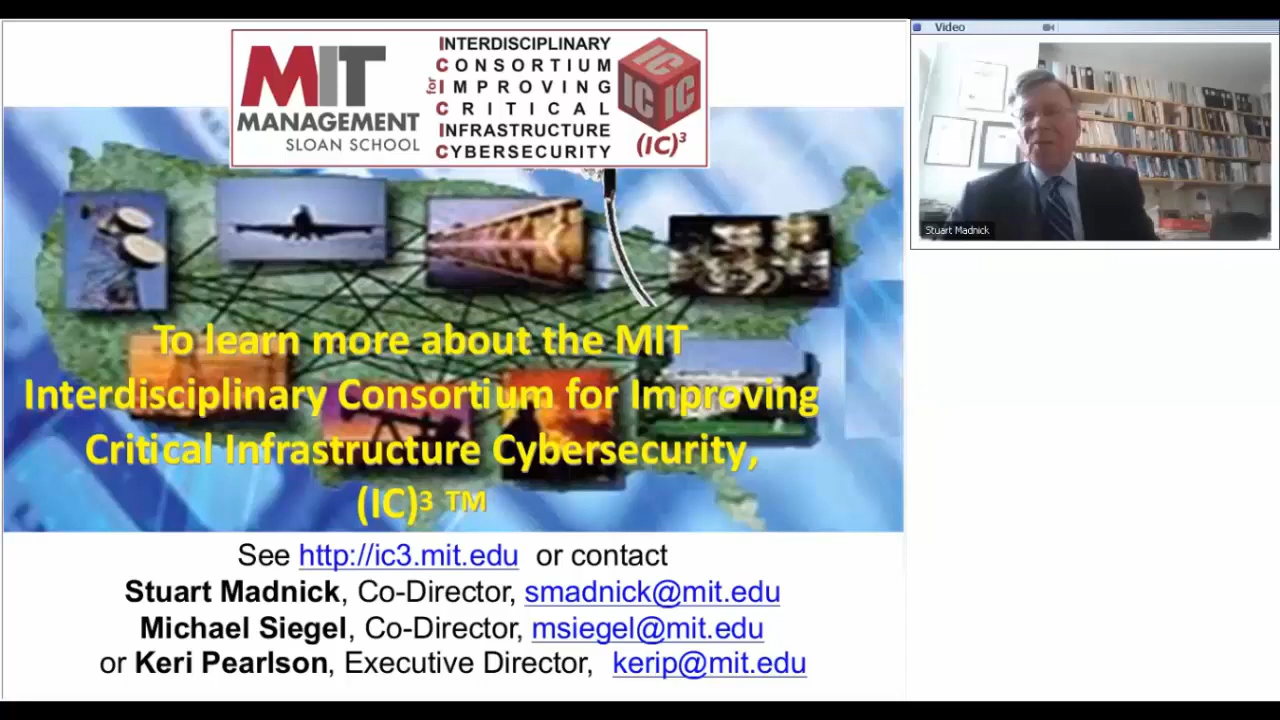 MIT
MANAGEMENT
SLOAN SCHOOL
INTERDISCIPLINARY
CONSORTIUM
for IMPROVING
CRITICAL
INFRASTRUCTURE
CYBERSECURITY
IC IC IC
(IC)³
Video
Stuart Madnick
To learn more about the MIT
Interdisciplinary Consortium for Improving
Critical Infrastructure Cybersecurity,
(IC)³ ™
See http://ic3.mit.edu or contact
Stuart Madnick, Co-Director, smadnick@mit.edu
Michael Siegel, Co-Director, msiegel@mit.edu
or Keri Pearlson, Executive Director, kerip@mit.edu